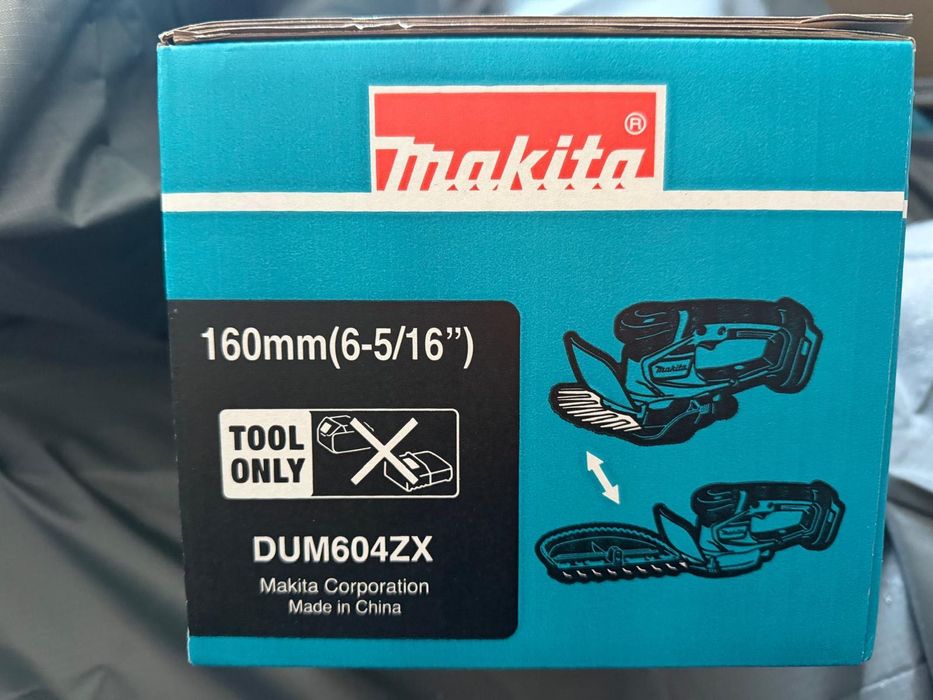 makita®
160mm(6-5/16”)
TOOL
ONLY
DUM604ZX
Makita Corporation
Made in China
makita